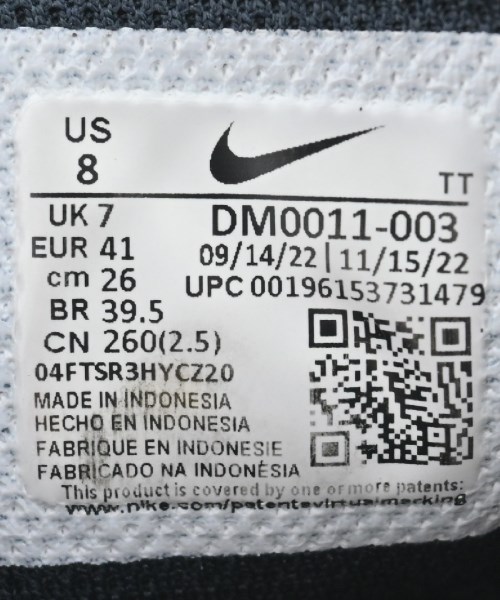 US
8
TT
UK 7
DM0011-003
EUR 41
09/14/22 | 11/15/22
cm 26
UPC 00196153731479
BR 39.5
CN 260(2.5)
04FTSR3HYCZ20
MADE IN INDONESIA
HECHO EN INDONESIA
FABRIQUE EN INDONESIE
FABRICADO NA INDONÉSIA
This product is covered by one or more patents:
www.nike.com/patentsvirtualmarking